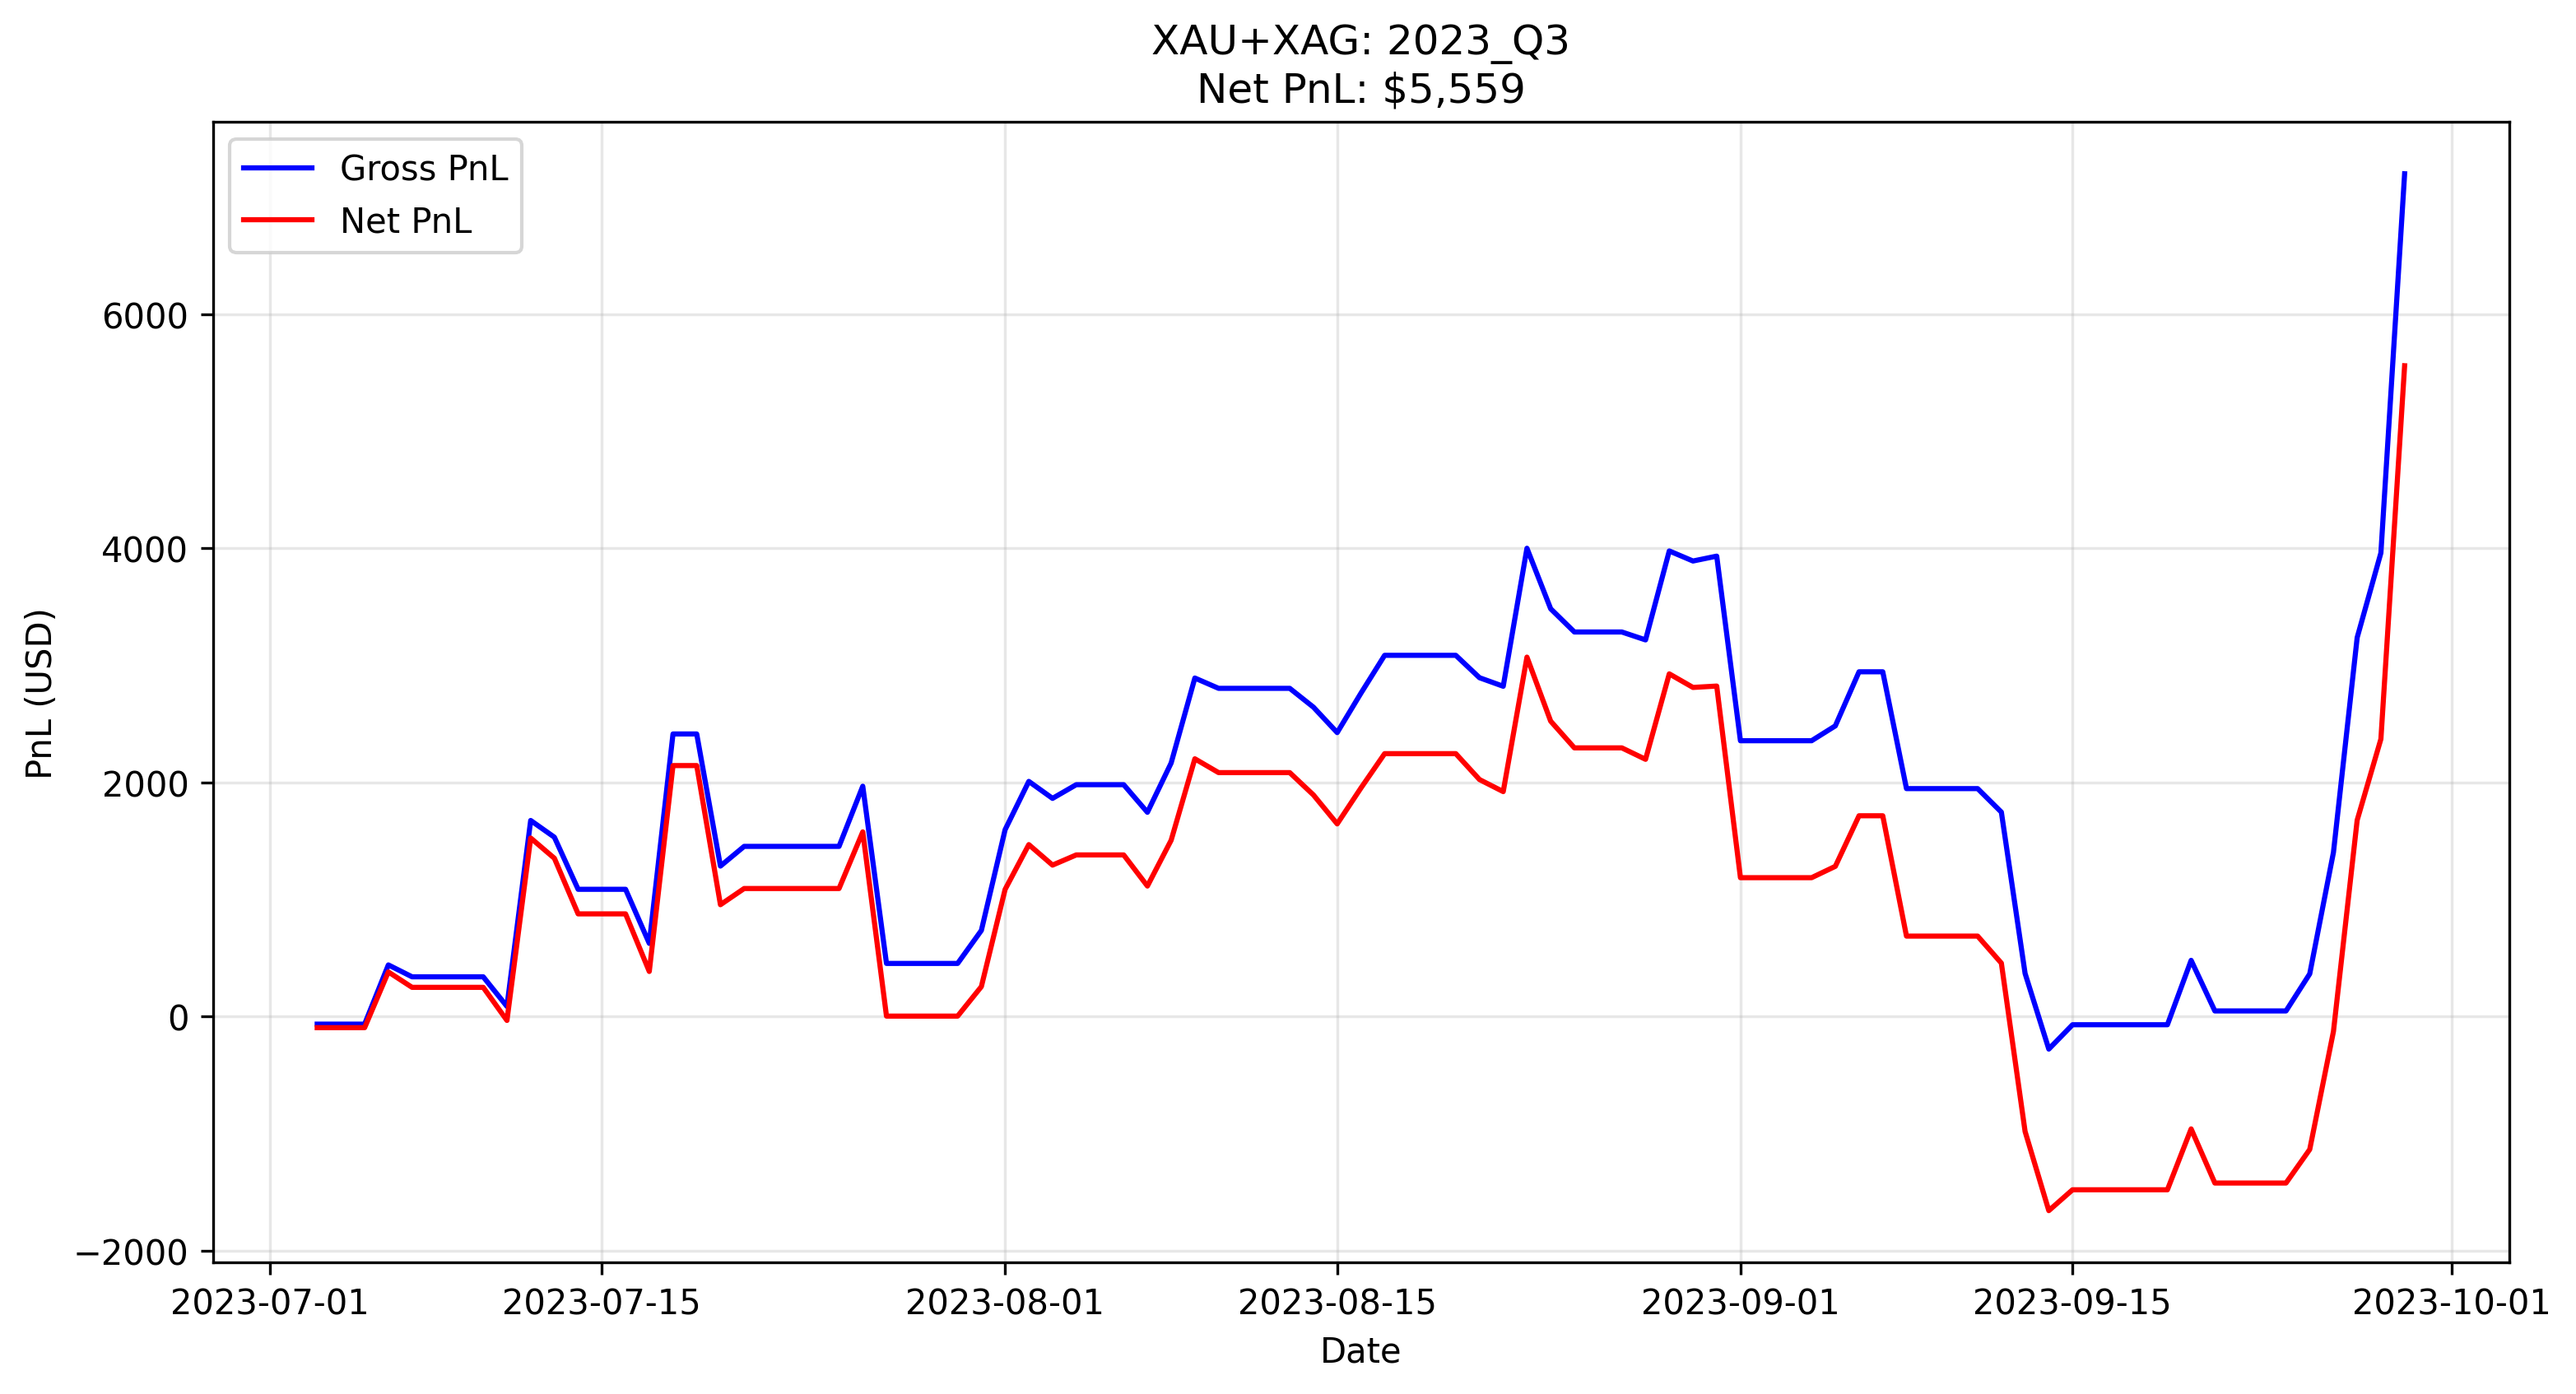 XAU+XAG: 2023_Q3
Net PnL: $5,559
Gross PnL
Net PnL
6000
4000
2000
0
−2000
PnL (USD)
2023-07-01 2023-07-15 2023-08-01 2023-08-15 2023-09-01 2023-09-15 2023-10-01
Date